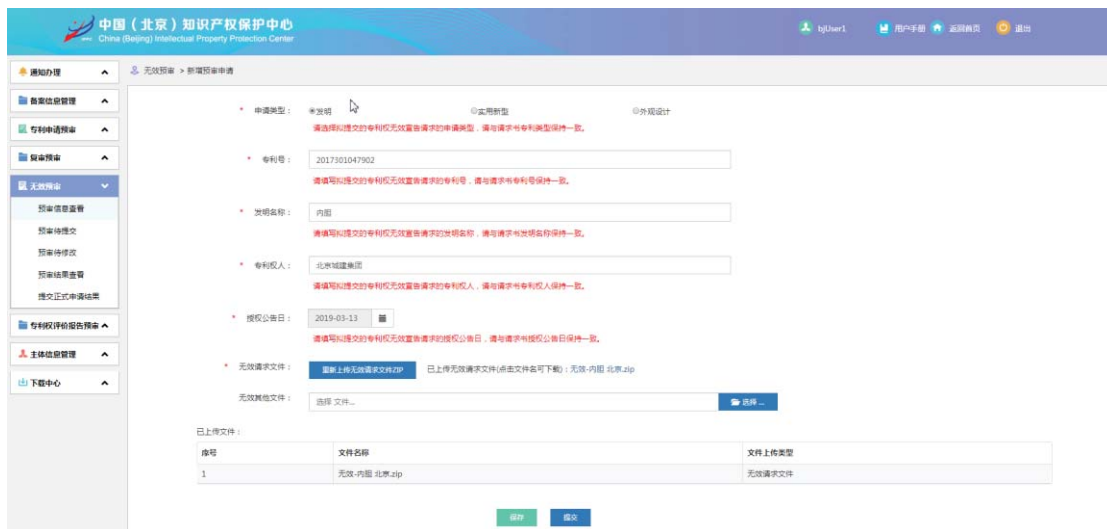 中国（北京）知识产权保护中心
China (Beijing) Intellectual Property Protection Center
bjUser1 用户手册 返回首页 退出
通知办理
无效预审 > 新增预审申请
备案信息管理
专利申请预审
复审预审
无效预审
预审信息查看
预审待提交
预审待修改
预审结果查看
提交正式申请结果
专利权评价报告预审
主体信息管理
下载中心
* 申请类型： 发明 实用新型 外观设计
请选择拟提交的专利权无效宣告请求的申请类型，请与请求书专利类型保持一致。
* 专利号： 2017301047902
请填写拟提交的专利权无效宣告请求的专利号，请与请求书专利号保持一致。
* 发明名称： 内胆
请填写拟提交的专利权无效宣告请求的发明名称，请与请求书发明名称保持一致。
* 专利权人： 北京城建集团
请填写拟提交的专利权无效宣告请求的专利权人，请与请求书专利权人保持一致。
* 授权公告日： 2019-03-13
请填写拟提交的专利权无效宣告请求的授权公告日，请与请求书授权公告日保持一致。
* 无效请求文件： 重新上传无效请求文件ZIP 已上传无效请求文件(点击文件名可下载)：无效-内胆 北京.zip
无效其他文件： 选择 文件... 选择 ...
已上传文件：
序号 文件名称 文件上传类型
1 无效-内胆 北京.zip 无效请求文件
保存 提交